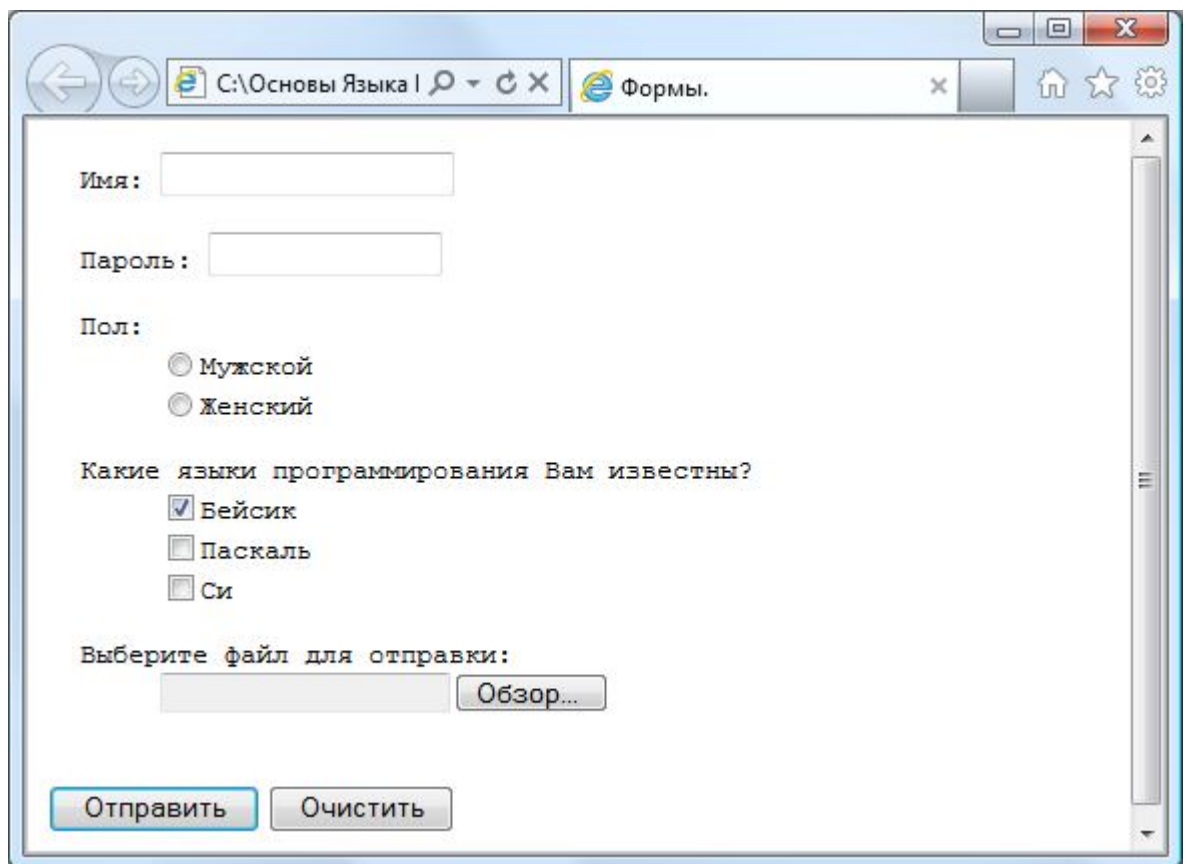 C:\Основы Языка
Формы.
Имя:
Пароль:
Пол:
Мужской
Женский
Какие языки программирования Вам известны?
Бейсик
Паскаль
Си
Выберите файл для отправки:
Обзор...
Отправить
Очистить